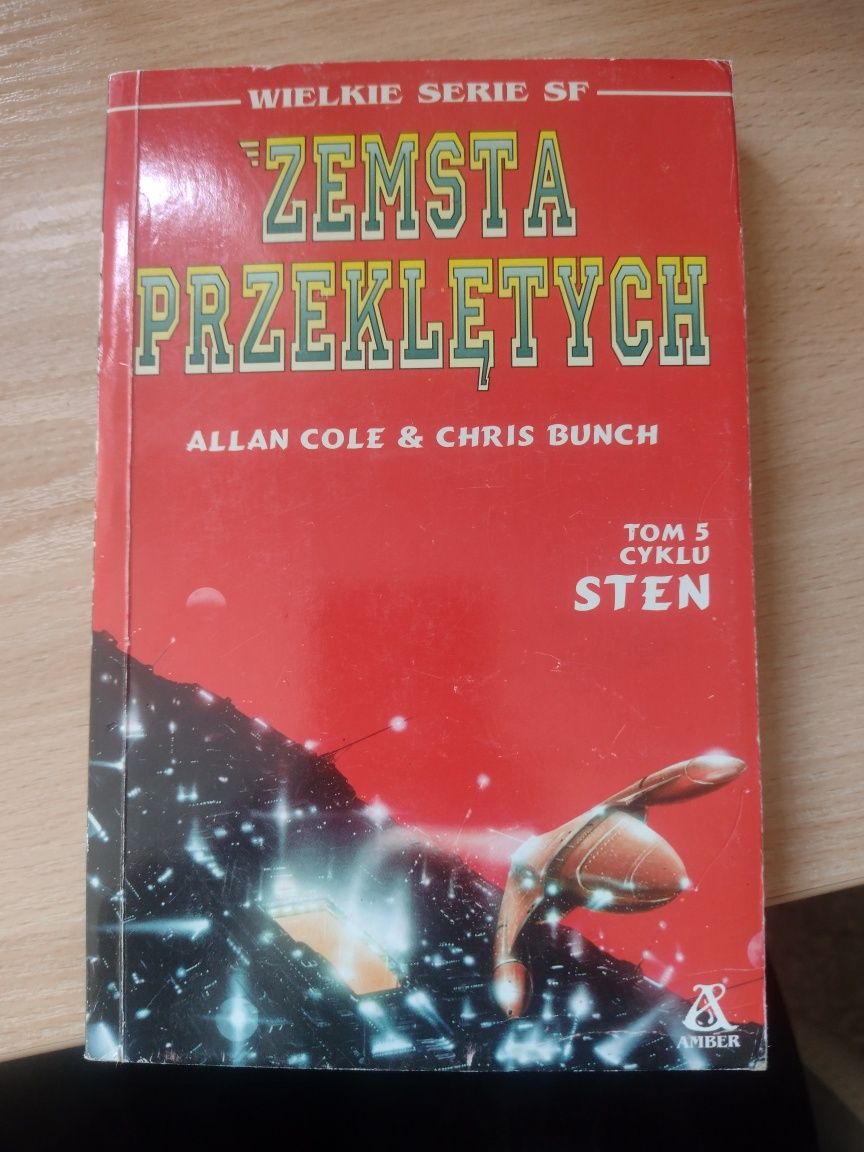 WIELKIE SERIE SF
ZEMSTA
PRZEKLĘTYCH
ALLAN COLE & CHRIS BUNCH
TOM 5
CYKLU
STEN
A
AMBER